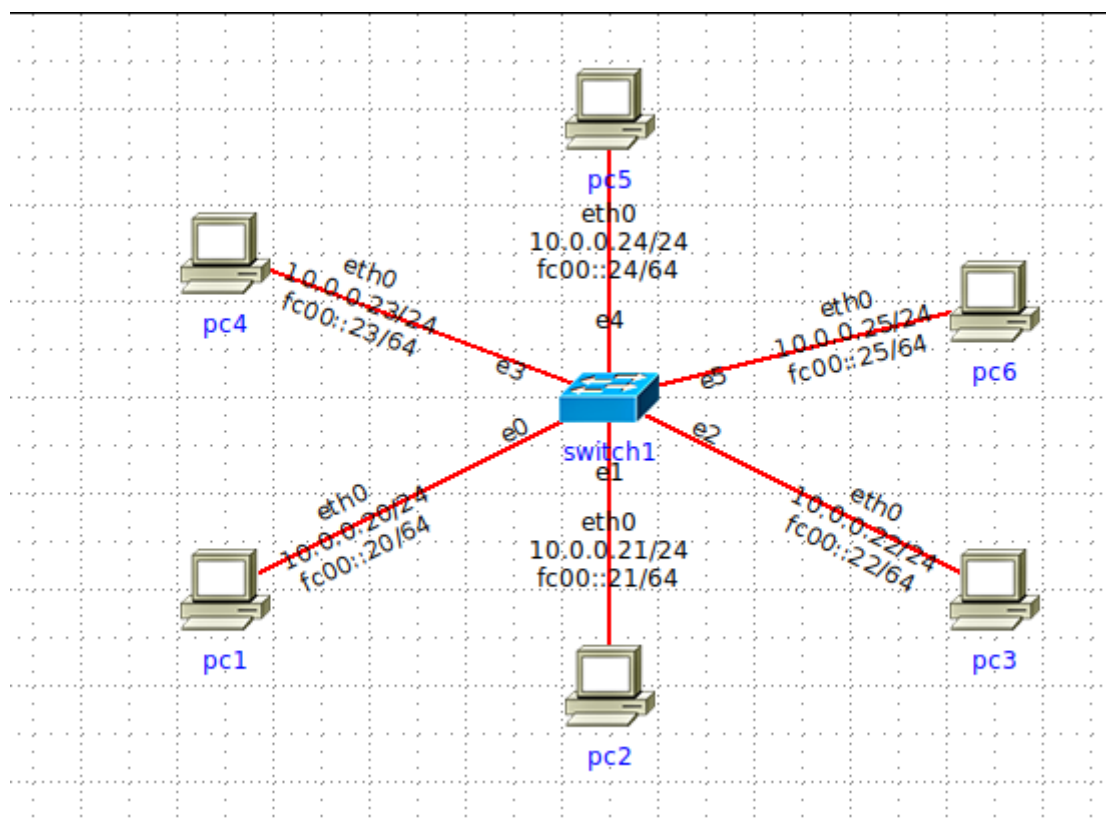 pc5
eth0
10.0.0.24/24
fc00::24/64
e4
pc4
eth0
10.0.0.23/24
fc00::23/64
e3
eth0
10.0.0.25/24
fc00::25/64
e5
pc6
switch1
e0
e1
e2
eth0
10.0.0.20/24
fc00::20/64
pc1
eth0
10.0.0.21/24
fc00::21/64
pc2
eth0
10.0.0.22/24
fc00::22/64
pc3